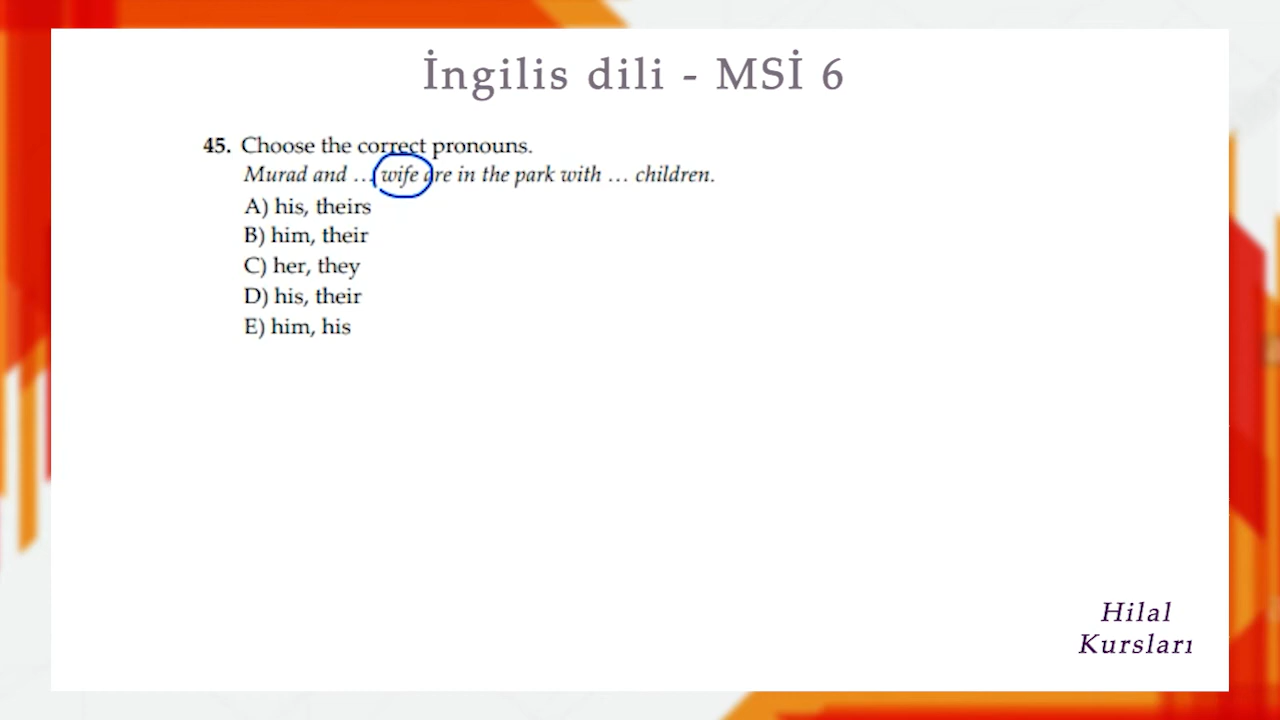 İngilis dili - MSİ 6
45. Choose the correct pronouns.
Murad and ... wife are in the park with ... children.
A) his, theirs
B) him, their
C) her, they
D) his, their
E) him, his
Hilal
Kursları